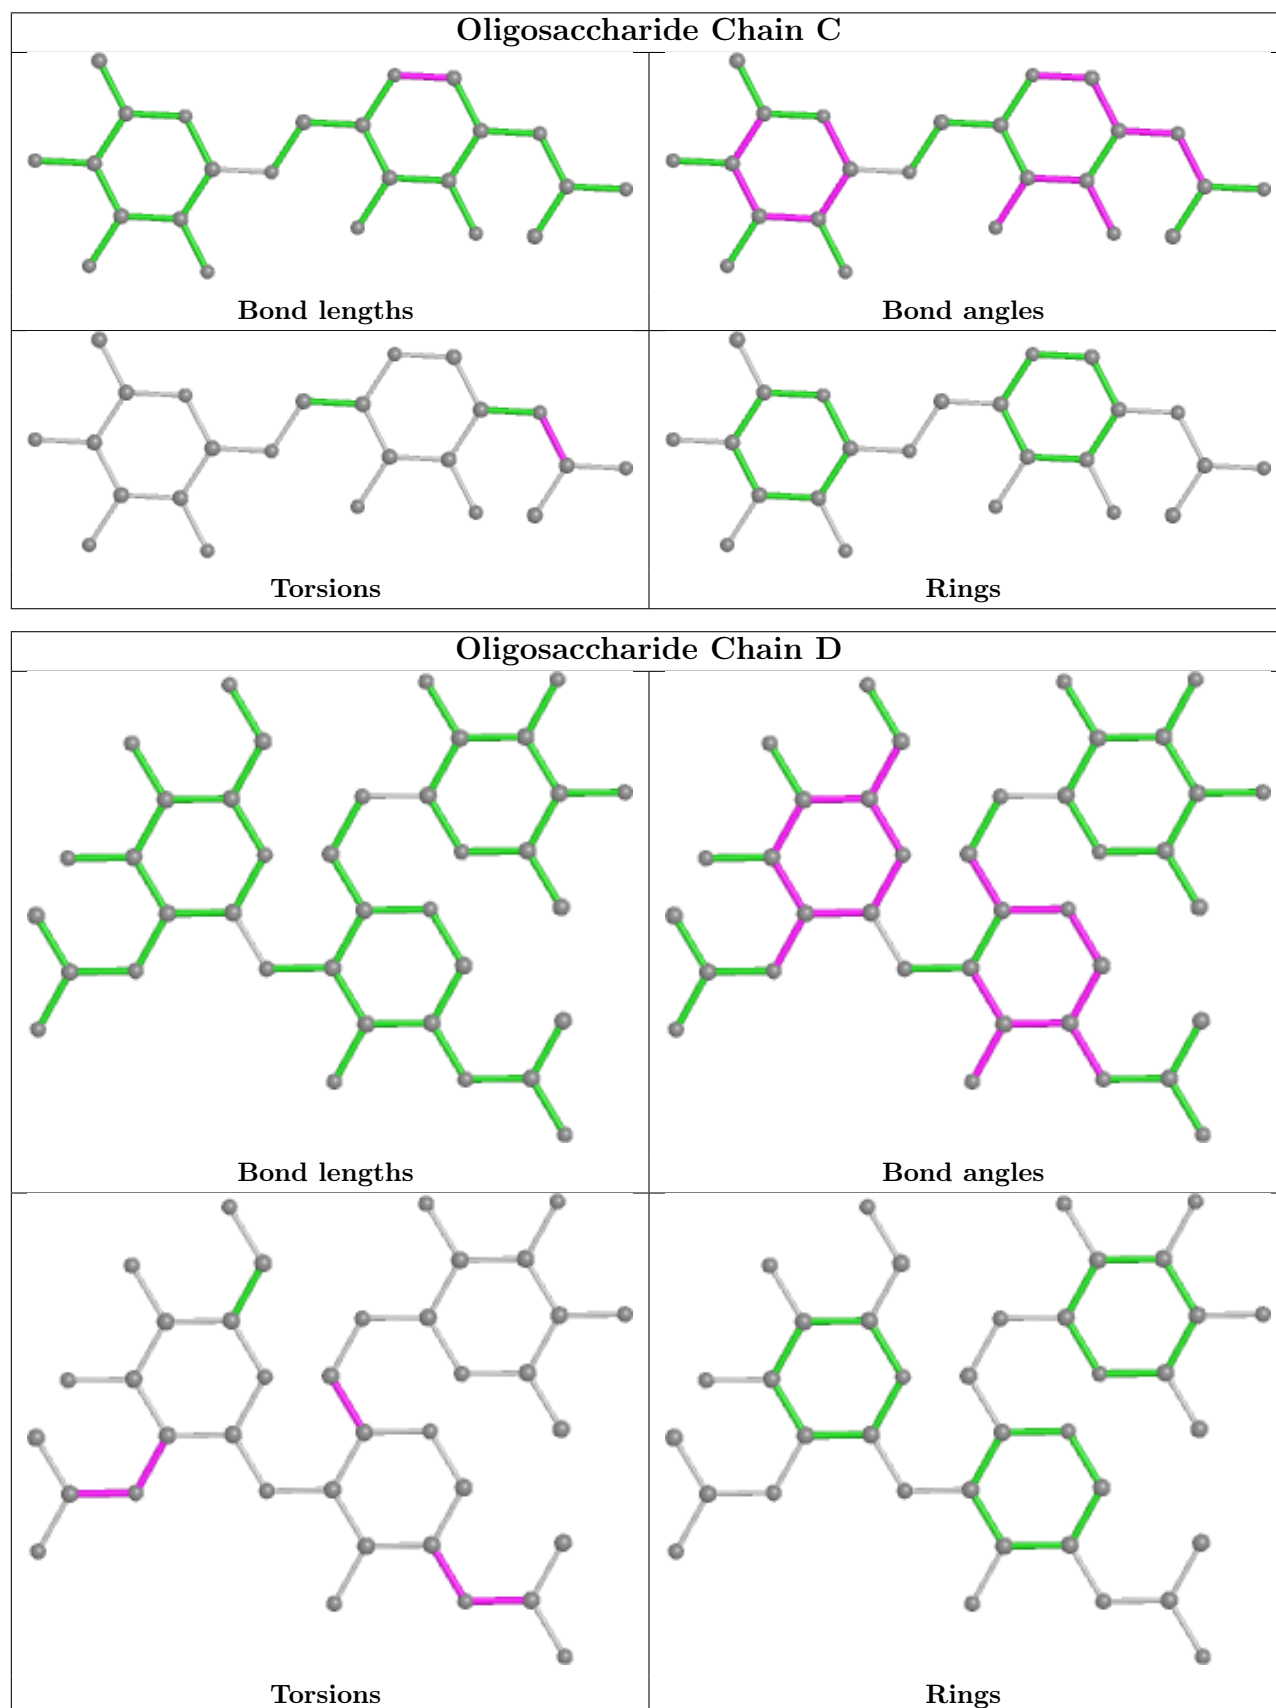 Oligosaccharide Chain C
Bond lengths
Bond angles
Torsions
Rings
Oligosaccharide Chain D
Bond lengths
Bond angles
Torsions
Rings